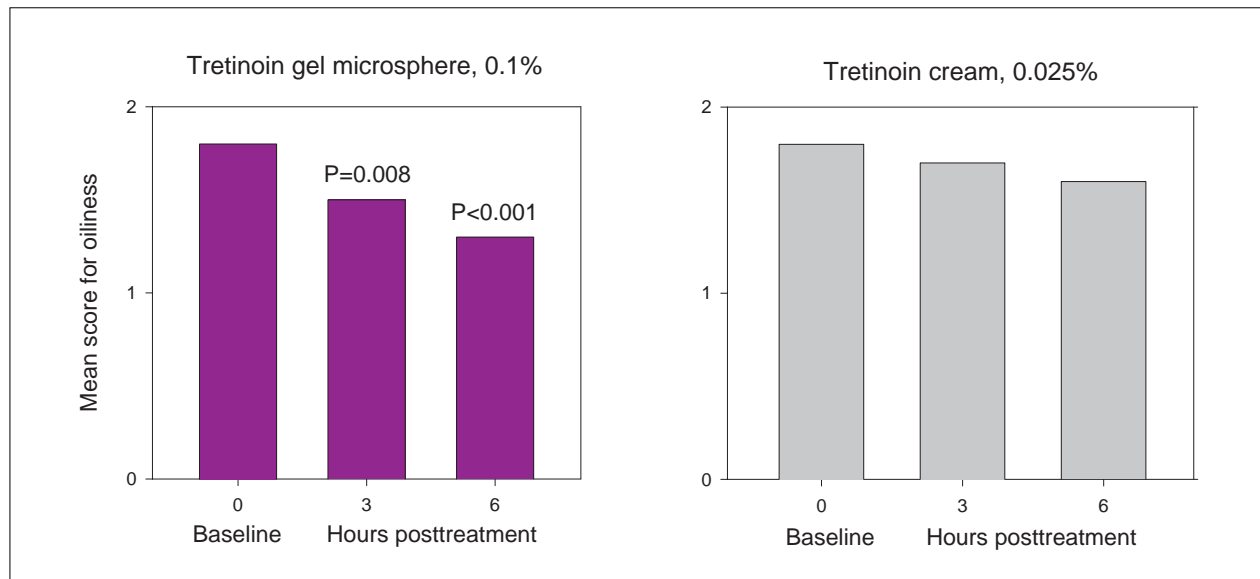 Tretinoin gel microsphere, 0.1%
Mean score for oiliness
2
1
0
P=0.008
P<0.001
0
3
6
Baseline
Hours posttreatment
Tretinoin cream, 0.025%
2
1
0
0
3
6
Baseline
Hours posttreatment